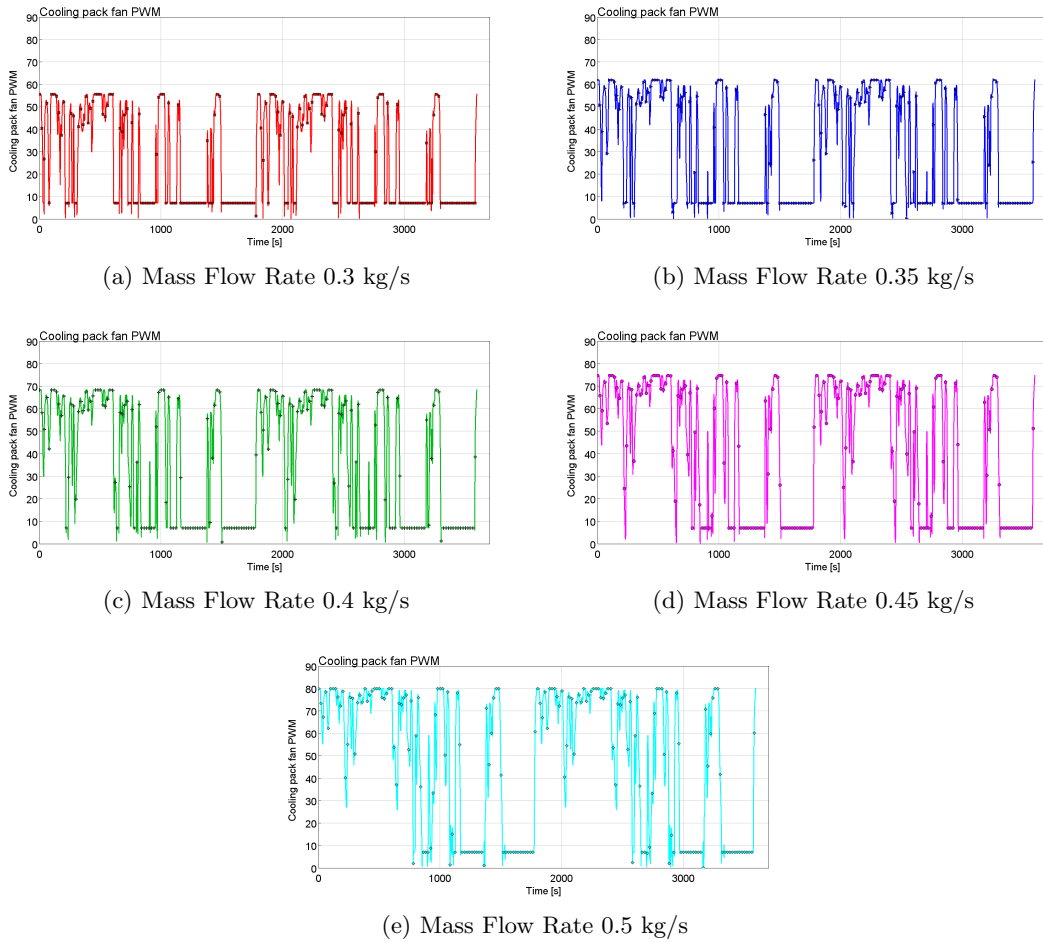 Cooling pack fan PWM
90
80
70
60
50
40
30
20
10
0
Cooling pack fan PWM
0 1000 2000 3000
Time [s]
(a) Mass Flow Rate 0.3 kg/s
Cooling pack fan PWM
90
80
70
60
50
40
30
20
10
0
Cooling pack fan PWM
0 1000 2000 3000
Time [s]
(b) Mass Flow Rate 0.35 kg/s
Cooling pack fan PWM
90
80
70
60
50
40
30
20
10
0
Cooling pack fan PWM
0 1000 2000 3000
Time [s]
(c) Mass Flow Rate 0.4 kg/s
Cooling pack fan PWM
90
80
70
60
50
40
30
20
10
0
Cooling pack fan PWM
0 1000 2000 3000
Time [s]
(d) Mass Flow Rate 0.45 kg/s
Cooling pack fan PWM
90
80
70
60
50
40
30
20
10
0
Cooling pack fan PWM
0 1000 2000 3000
Time [s]
(e) Mass Flow Rate 0.5 kg/s